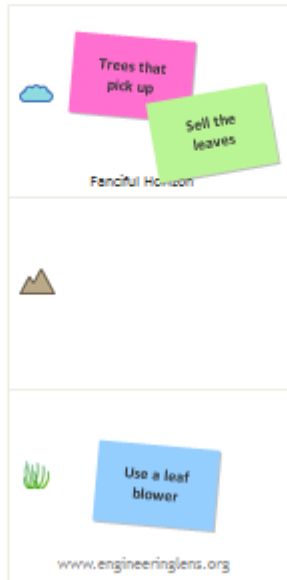 Trees that
pick up
Sell the
leaves
Fanciful Horizon
Use a leaf
blower
www.engineeringlens.org